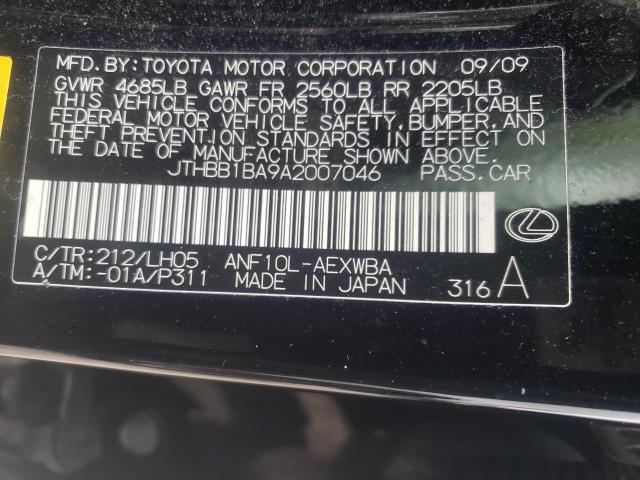 MFD. BY: TOYOTA MOTOR CORPORATION 09/09
GVWR 4685LB GAWR FR 2560LB RR 2205LB
THIS VEHICLE CONFORMS TO ALL APPLICABLE
FEDERAL MOTOR VEHICLE SAFETY, BUMPER, AND
THEFT PREVENTION STANDARDS IN EFFECT ON
THE DATE OF MANUFACTURE SHOWN ABOVE.
JTHBB1BA9A2007046 PASS. CAR
C/TR: 212/LH05 ANF10L-AEXWBA
A/TM: -01A/P311 MADE IN JAPAN 316 A